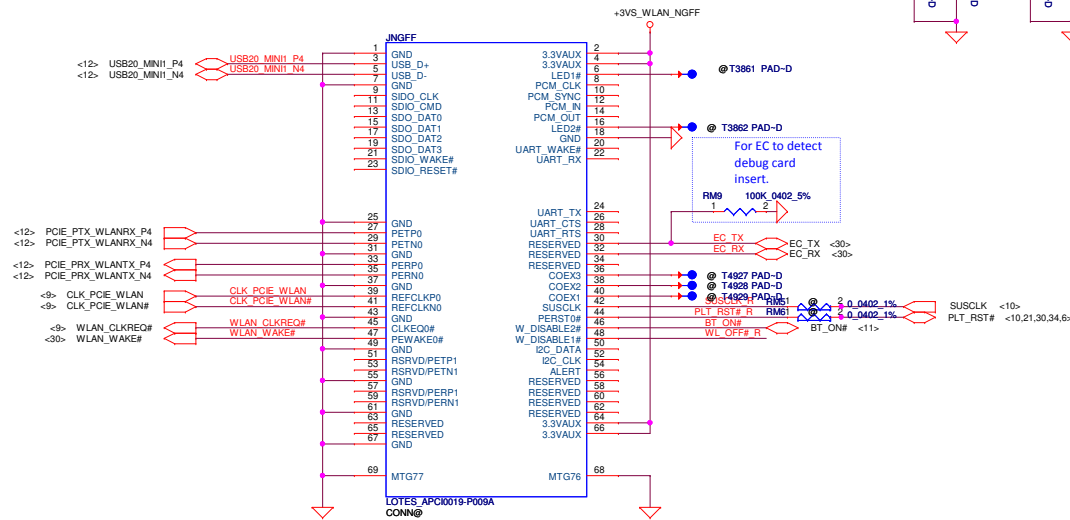 +3VS_WLAN_NGFF
JNGFF
1 GND 3.3VAUX 2
<12> USB20_MINI1_P4 USB20_MINI1_P4 3 USB_D+ 3.3VAUX 4
<12> USB20_MINI1_N4 USB20_MINI1_N4 5 USB_D- LED1# 6 @T3861 PAD~D
7 GND PCM_CLK 8
9 SIDO_CLK PCM_SYNC 10
11 SIDO_CMD PCM_IN 12
13 SDO_DAT0 PCM_OUT 14
15 SDO_DAT1 LED2# 16 @ T3862 PAD~D
17 SDO_DAT2 GND 18
19 SDO_DAT3 UART_WAKE# 20
21 SDIO_WAKE# UART_RX 22
23 SDIO_RESET#
For EC to detect
debug card
insert.
RM9 100K_0402_5%
1 2
UART_TX 24
25 GND UART_CTS 26
<12> PCIE_PTX_WLANRX_P4 27 PETP0 UART_RTS 28
<12> PCIE_PTX_WLANRX_N4 29 PETN0 RESERVED 30 EC_TX EC_TX <30>
31 GND RESERVED 32 EC_RX EC_RX <30>
<12> PCIE_PRX_WLANTX_P4 33 PERP0 RESERVED 34
<12> PCIE_PRX_WLANTX_N4 35 PERN0 COEX3 36 @ T4927 PAD~D
37 GND COEX2 38 @ T4928 PAD~D
<9> CLK_PCIE_WLAN CLK_PCIE_WLAN 39 REFCLKP0 COEX1 40 @ T4929 PAD~D
<9> CLK_PCIE_WLAN# CLK_PCIE_WLAN# 41 REFCLKN0 SUSCLK 42 SUSCLK_R RM5 1 @ 2 0_0402_1% SUSCLK <10>
43 GND PERST0# 44 PLT_RST#_R RM6 1 @ 2 0_0402_1% PLT_RST# <10,21,30,34,6>
<9> WLAN_CLKREQ# WLAN_CLKREQ# 45 CLKEQ0# W_DISABLE2# 46 BT_ON# BT_ON# <11>
<30> WLAN_WAKE# WLAN_WAKE# 47 PEWAKE0# W_DISABLE1# 48 WL_OFF#_R
49 GND I2C_DATA 50
51 RSRVD/PETP1 I2C_CLK 52
53 RSRVD/PETN1 ALERT 54
55 GND RESERVED 56
57 RSRVD/PERP1 RESERVED 58
59 RSRVD/PERN1 RESERVED 60
61 GND RESERVED 62
63 RESERVED 3.3VAUX 64
65 RESERVED 3.3VAUX 66
67 GND
69 MTG77 MTG76 68
LOTES_APCI0019-P009A
CONN@